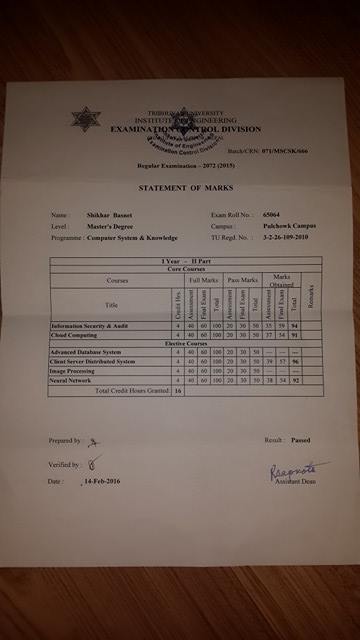 TRIBHUVAN UNIVERSITY
INSTITUTE OF ENGINEERING
EXAMINATION CONTROL DIVISION
Institute of Engineering
Examination Control Division
Batch/CRN: 071/MSCSK/666
Regular Examination - 2072 (2015)
STATEMENT OF MARKS
Name : Shikhar Basnet Exam Roll No. : 65064
Level : Master's Degree Campus : Pulchowk Campus
Programme : Computer System & Knowledge TU Regd. No. : 3-2-26-109-2010
I Year - II Part
Core Courses
Courses Full Marks Pass Marks Marks Obtained Remarks
Title Credit Hrs. Assessment Final Exam Total Assessment Final Exam Total Assessment Final Exam Total
Information Security & Audit 4 40 60 100 20 30 50 35 59 94
Cloud Computing 4 40 60 100 20 30 50 37 54 91
Elective Courses
Advanced Database System 4 40 60 100 20 30 50 --- --- ---
Client Server Distributed System 4 40 60 100 20 30 50 39 57 96
Image Processing 4 40 60 100 20 30 50 --- --- ---
Neural Network 4 40 60 100 20 30 50 38 54 92
Total Credit Hours Granted: 16
Prepared by : Result : Passed
Verified by :
Date : 14-Feb-2016 Assistant Dean